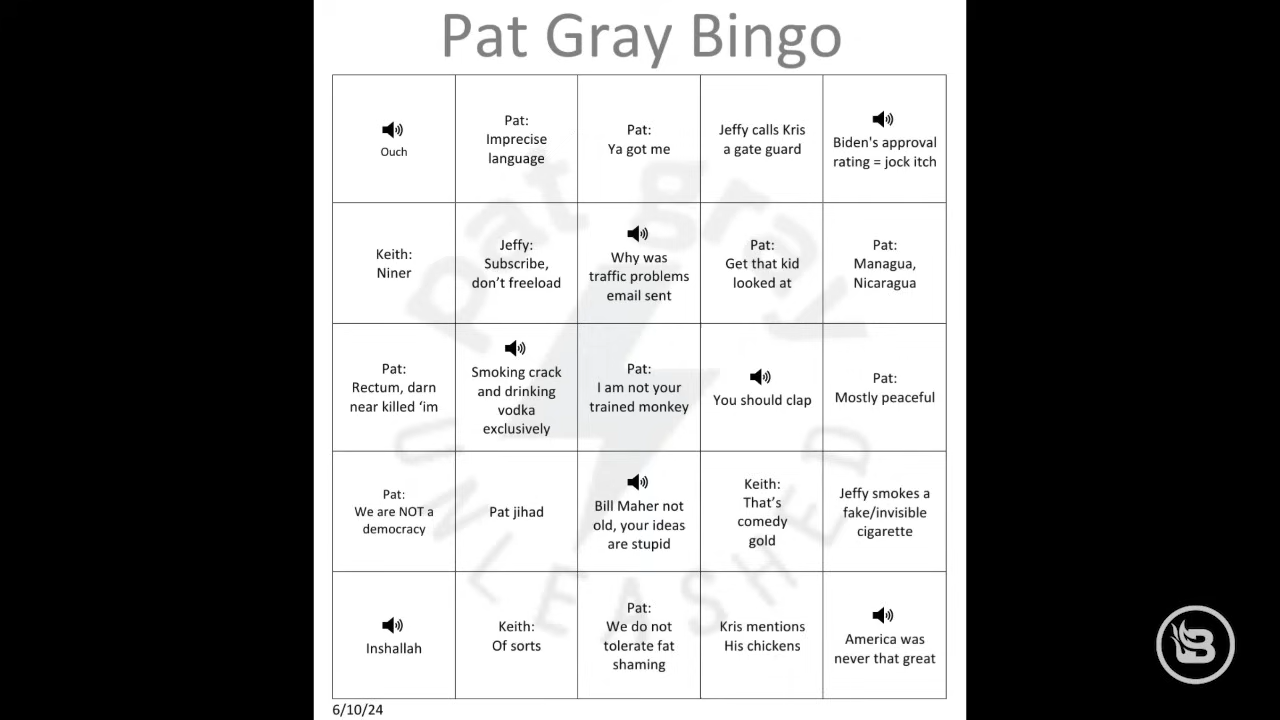 Pat Gray Bingo
Ouch
Pat:
Imprecise
language
Pat:
Ya got me
Jeffy calls Kris
a gate guard
Biden's approval
rating = jock itch
Keith:
Niner
Jeffy:
Subscribe,
don’t freeload
Why was
traffic problems
email sent
Pat:
Get that kid
looked at
Pat:
Managua,
Nicaragua
Pat:
Rectum, darn
near killed ‘im
Smoking crack
and drinking
vodka
exclusively
Pat:
I am not your
trained monkey
You should clap
Pat:
Mostly peaceful
Pat:
We are NOT a
democracy
Pat jihad
Bill Maher not
old, your ideas
are stupid
Keith:
That’s
comedy
gold
Jeffy smokes a
fake/invisible
cigarette
Inshallah
Keith:
Of sorts
Pat:
We do not
tolerate fat
shaming
Kris mentions
His chickens
America was
never that great
6/10/24
pat gray
UNLEASHED
B